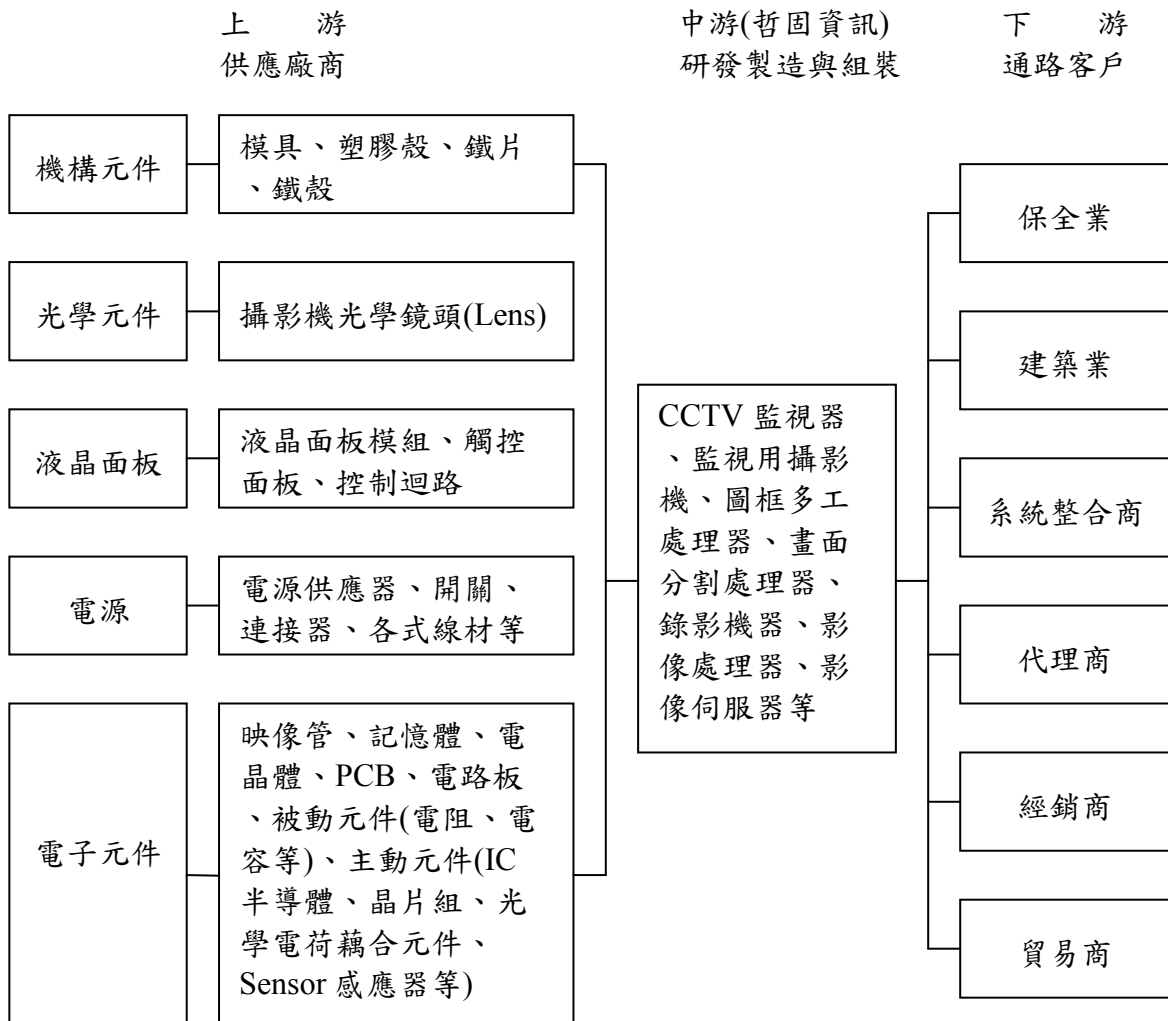 上 游
供應廠商
中游(哲固資訊)
研發製造與組裝
下 游
通路客戶
機構元件
模具、塑膠殼、鐵片
、鐵殼
光學元件
攝影機光學鏡頭(Lens)
液晶面板
液晶面板模組、觸控
面板、控制迴路
電源
電源供應器、開關、
連接器、各式線材等
電子元件
映像管、記憶體、電
晶體、PCB、電路板
、被動元件(電阻、電
容等)、主動元件(IC
半導體、晶片組、光
學電荷藕合元件、
Sensor 感應器等)
CCTV 監視器
、監視用攝影
機、圖框多工
處理器、畫面
分割處理器、
錄影機器、影
像處理器、影
像伺服器等
保全業
建築業
系統整合商
代理商
經銷商
貿易商